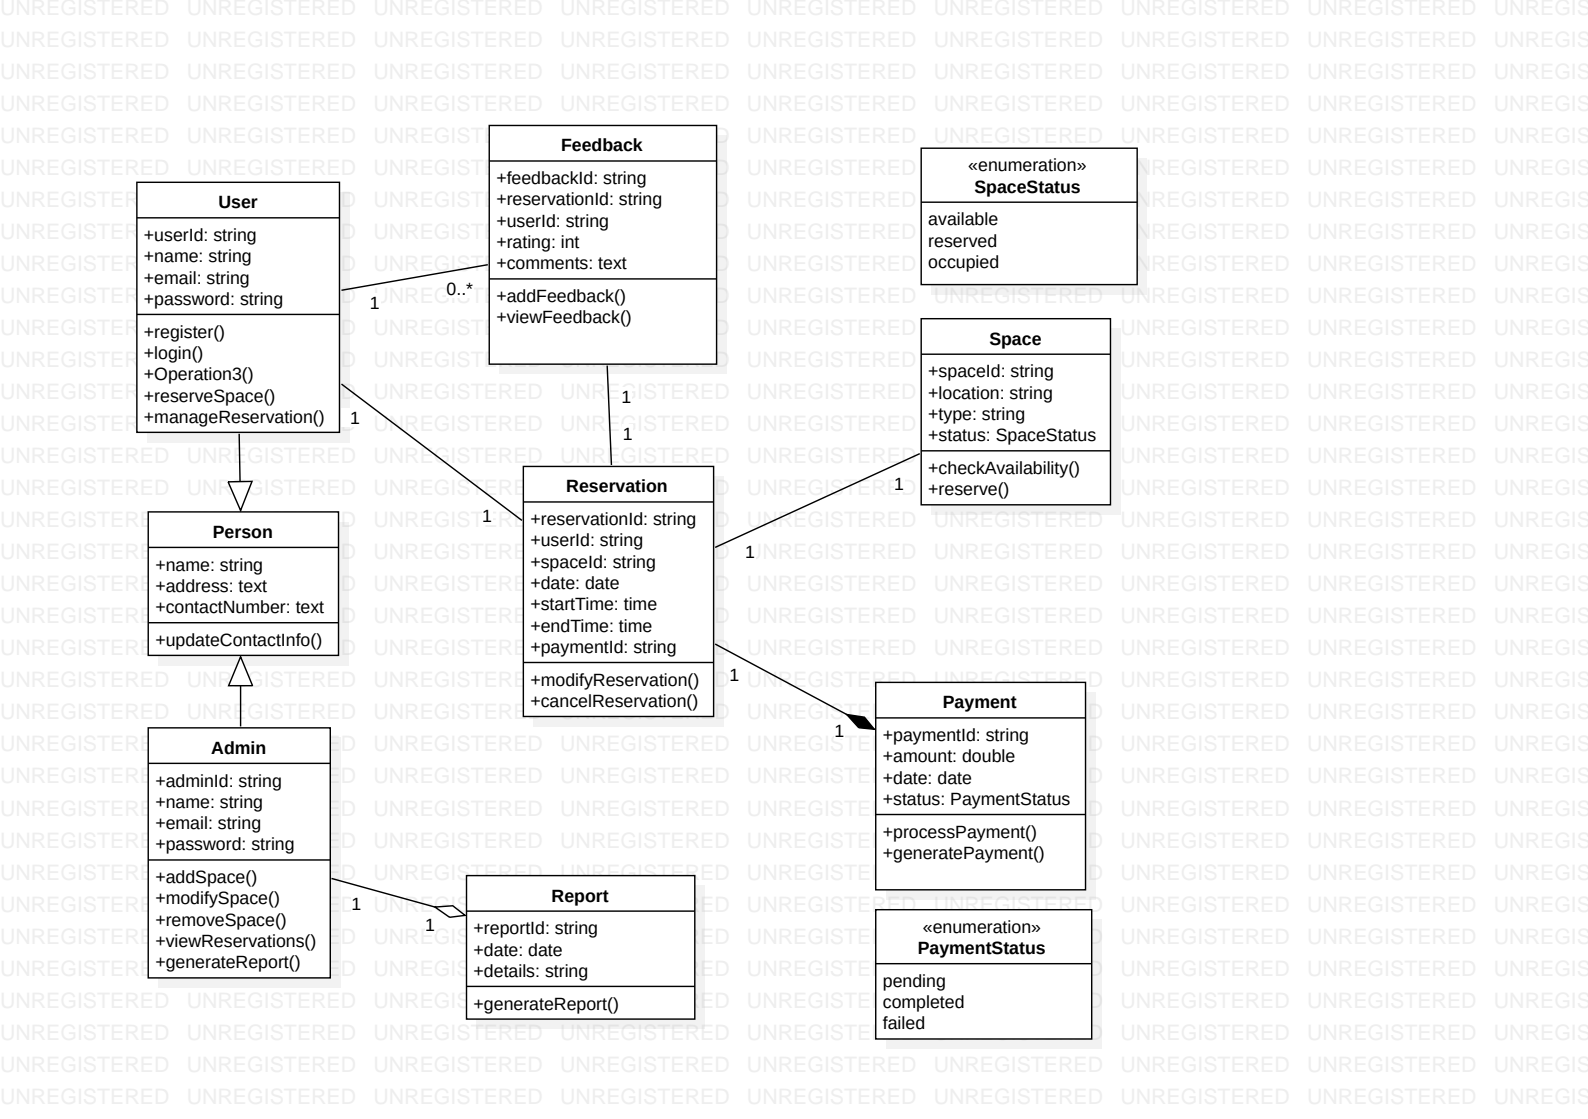 Feedback
+feedbackId: string
+reservationId: string
+userId: string
+rating: int
+comments: text
+addFeedback()
+viewFeedback()
«enumeration»
SpaceStatus
available
reserved
occupied
User
+userId: string
+name: string
+email: string
+password: string
+register()
+login()
+Operation3()
+reserveSpace()
+manageReservation()
1
0..*
1
1
1
1
Space
+spaceId: string
+location: string
+type: string
+status: SpaceStatus
+checkAvailability()
+reserve()
1
1
Person
+name: string
+address: text
+contactNumber: text
+updateContactInfo()
Reservation
+reservationId: string
+userId: string
+spaceId: string
+date: date
+startTime: time
+endTime: time
+paymentId: string
+modifyReservation()
+cancelReservation()
1
1
Payment
+paymentId: string
+amount: double
+date: date
+status: PaymentStatus
+processPayment()
+generatePayment()
Admin
+adminId: string
+name: string
+email: string
+password: string
+addSpace()
+modifySpace()
+removeSpace()
+viewReservations()
+generateReport()
1
1
Report
+reportId: string
+date: date
+details: string
+generateReport()
«enumeration»
PaymentStatus
pending
completed
failed
UNREGISTERED